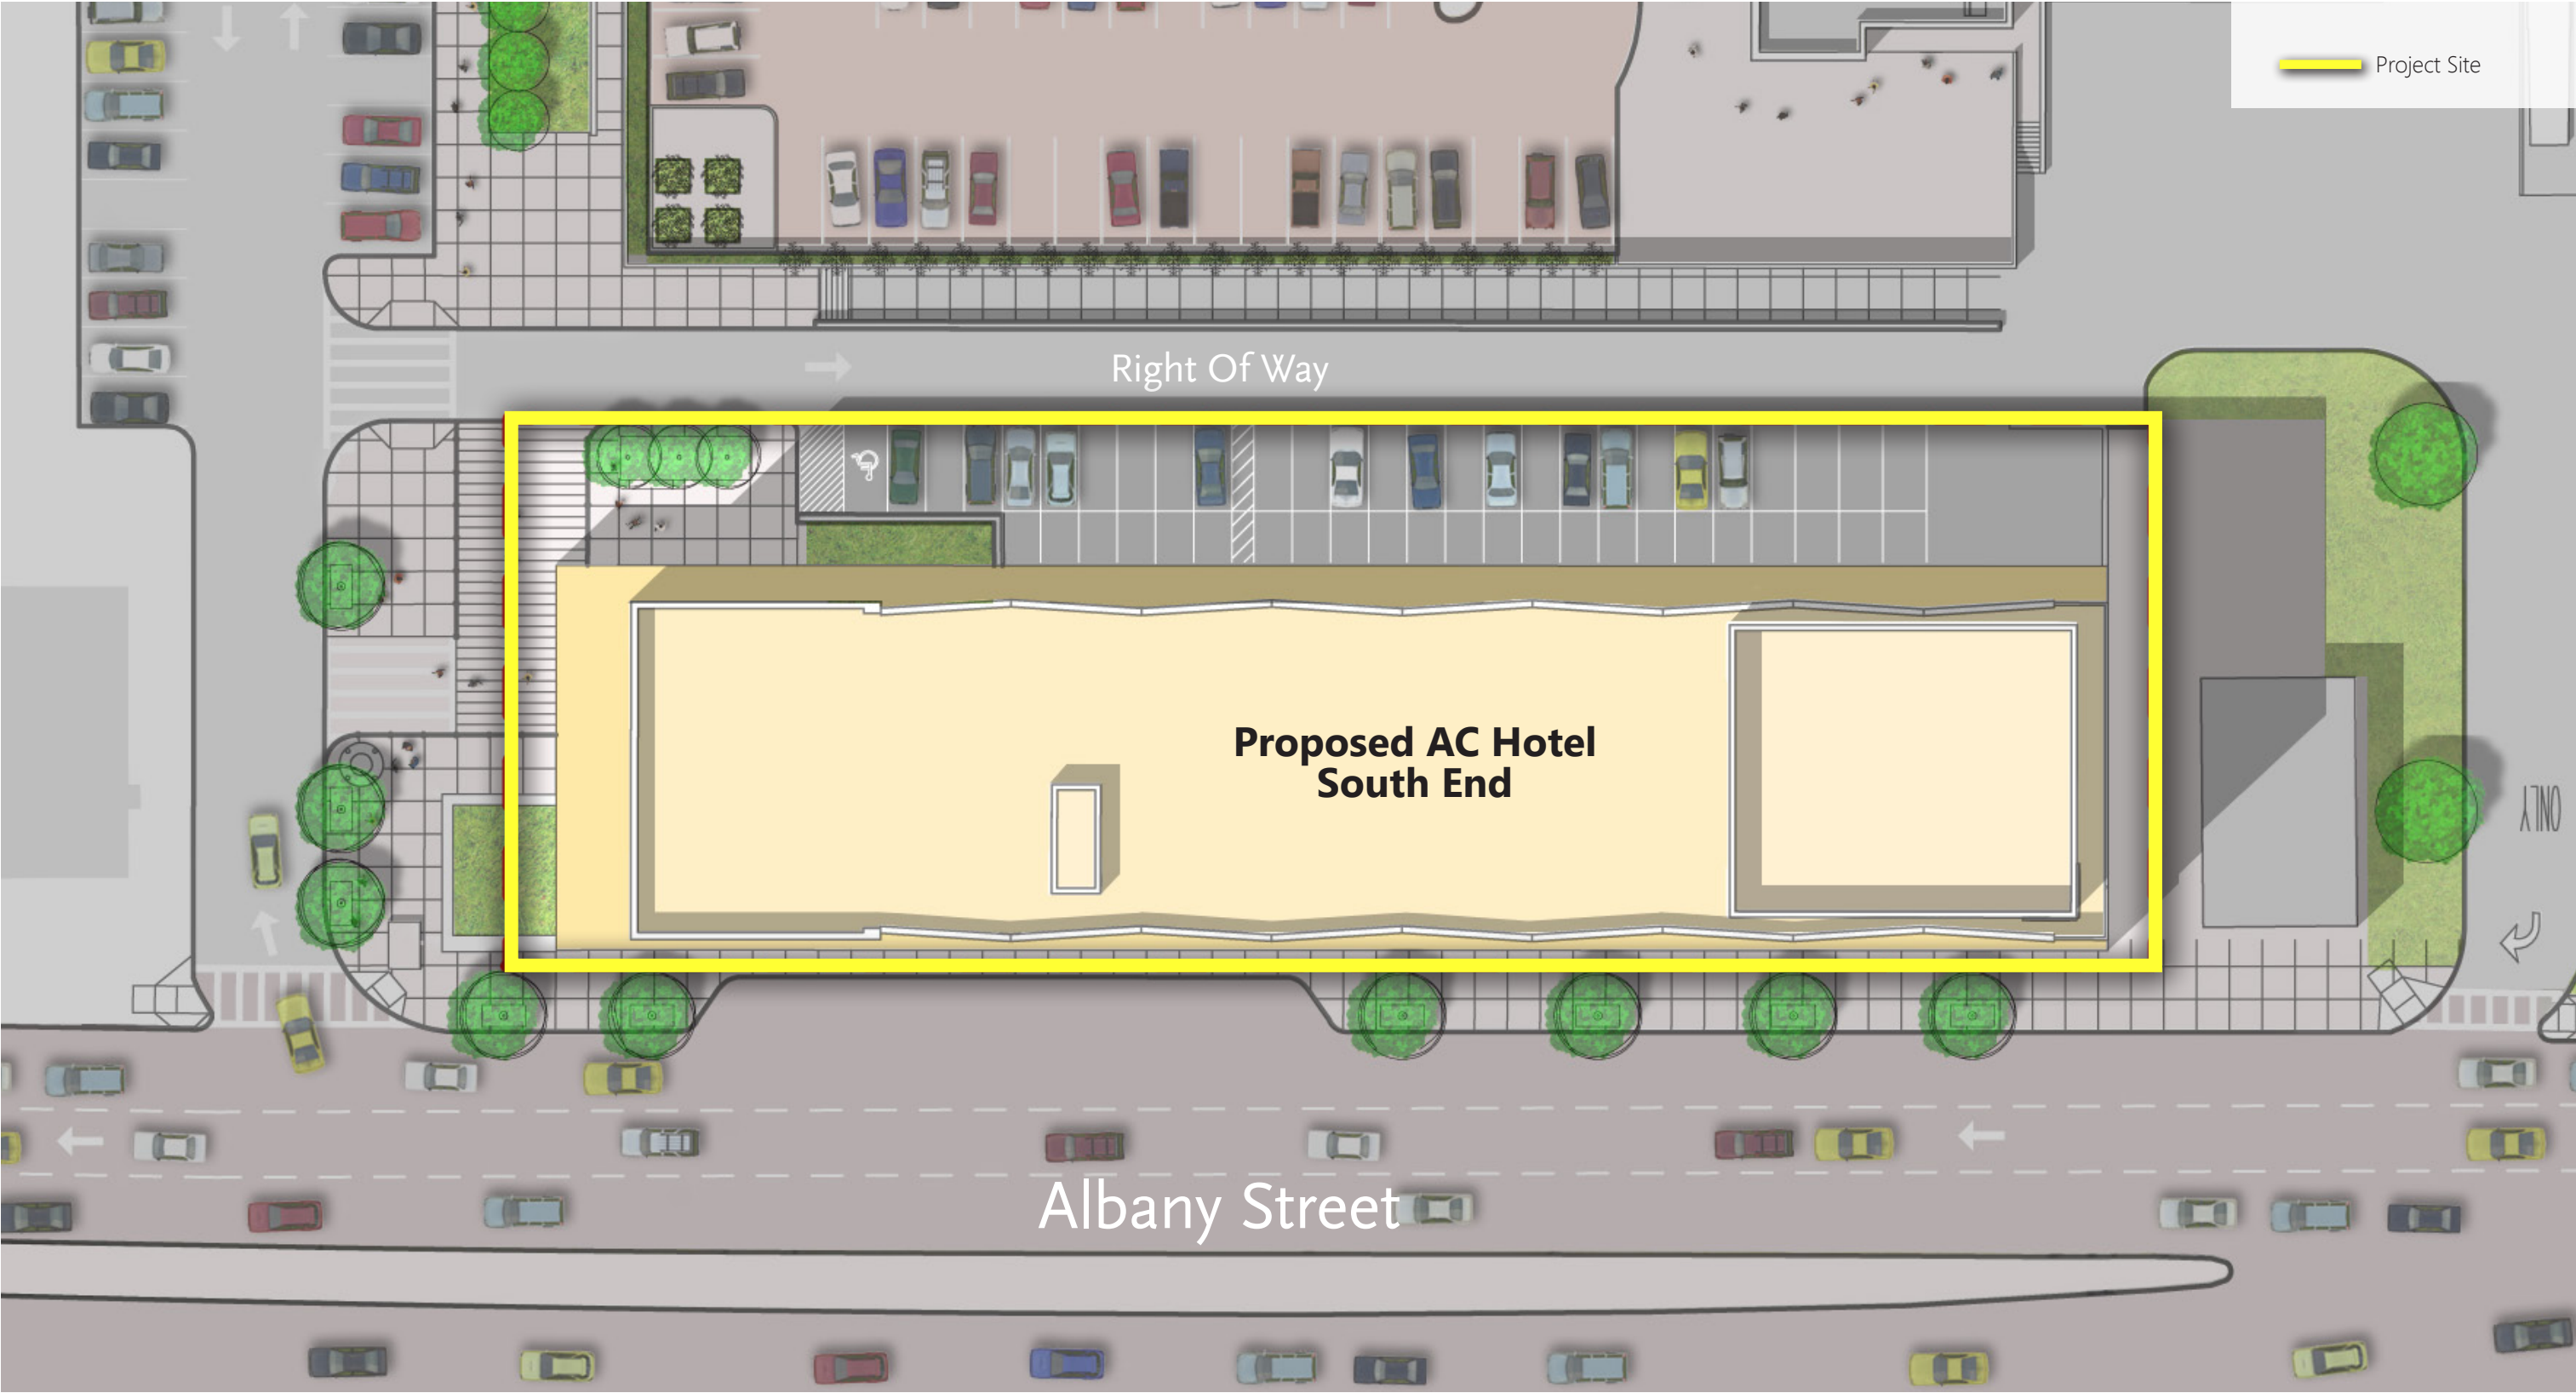 Project Site
Right Of Way
Proposed AC Hotel
South End
ONLY
Albany Street